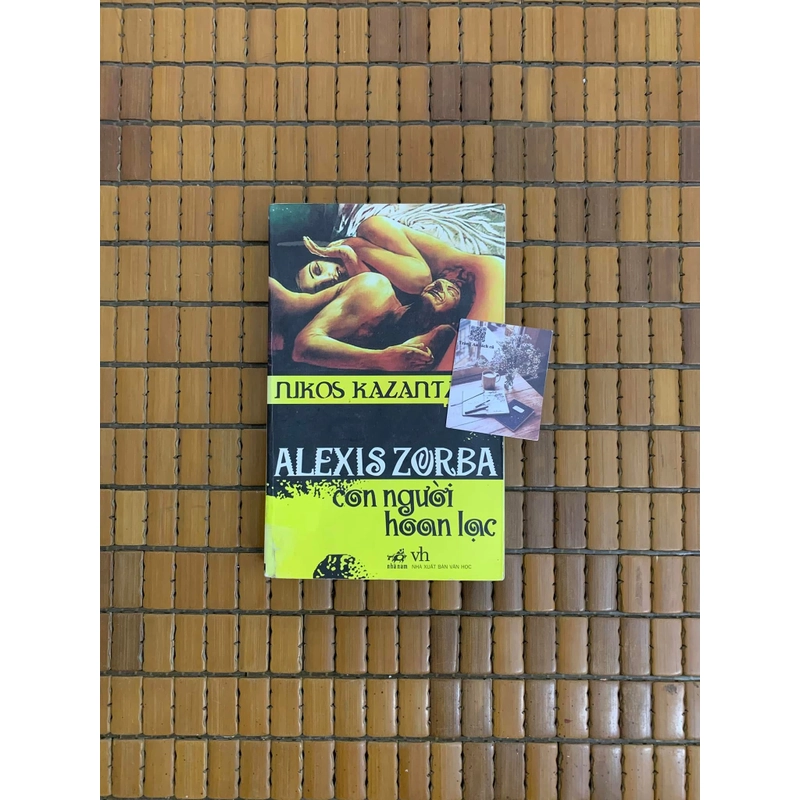 NIKOS KAZANTZ
ALEXIS ZORBA
con người
hoan lạc
nhã nam
vh
NHÀ XUẤT BẢN VĂN HỌC